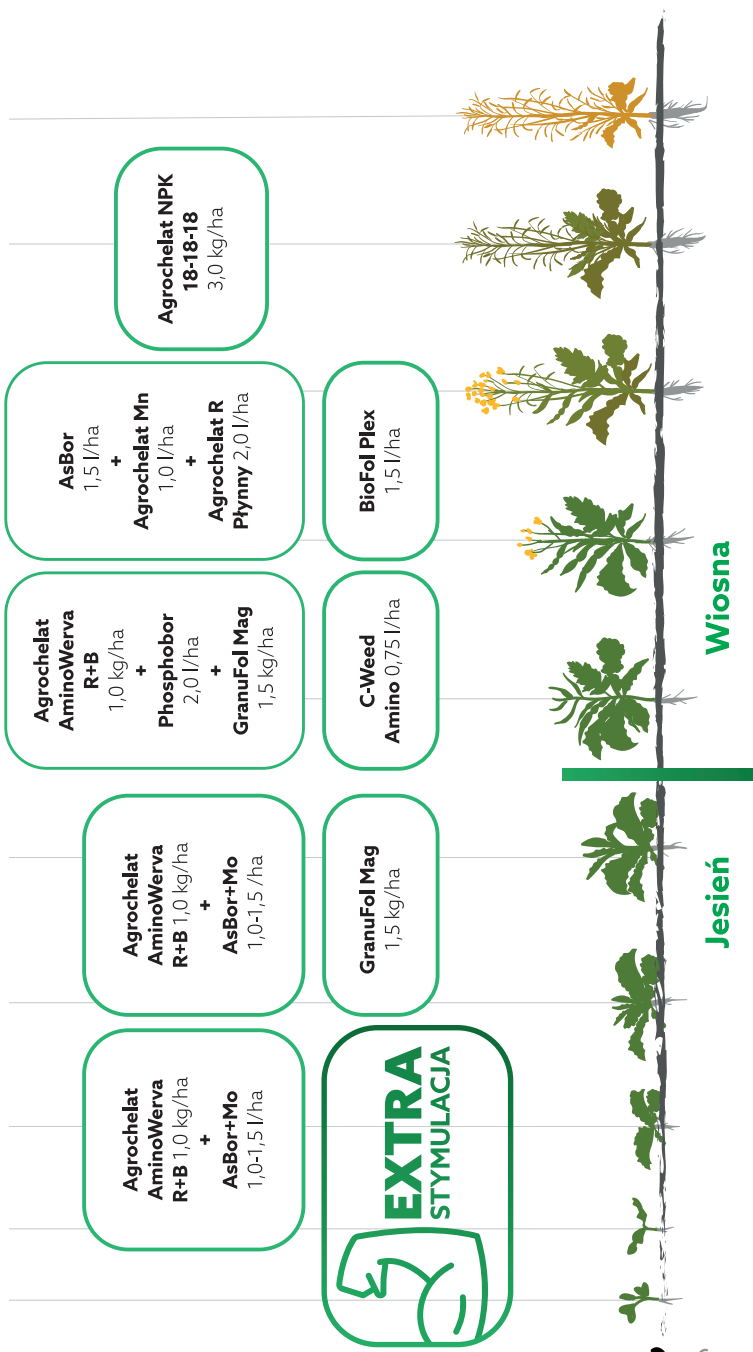 Agrochelat
AminoWerva
R+B 1,0 kg/ha
+
AsBor+Mo
1,0-1,5 l/ha
Agrochelat
AminoWerva
R+B 1,0 kg/ha
+
AsBor+Mo
1,0-1,5 /ha
Agrochelat
AminoWerva
R+B
1,0 kg/ha
+
Phosphobor
2,0 l/ha
+
GranuFol Mag
1,5 kg/ha
AsBor
1,5 l/ha
+
Agrochelat Mn
1,0 l/ha
+
Agrochelat R
Płynny 2,0 l/ha
Agrochelat NPK
18-18-18
3,0 kg/ha
EXTRA
STYMULACJA
GranuFol Mag
1,5 kg/ha
C-Weed
Amino 0,75 l/ha
BioFol Plex
1,5 l/ha
Jesień
Wiosna